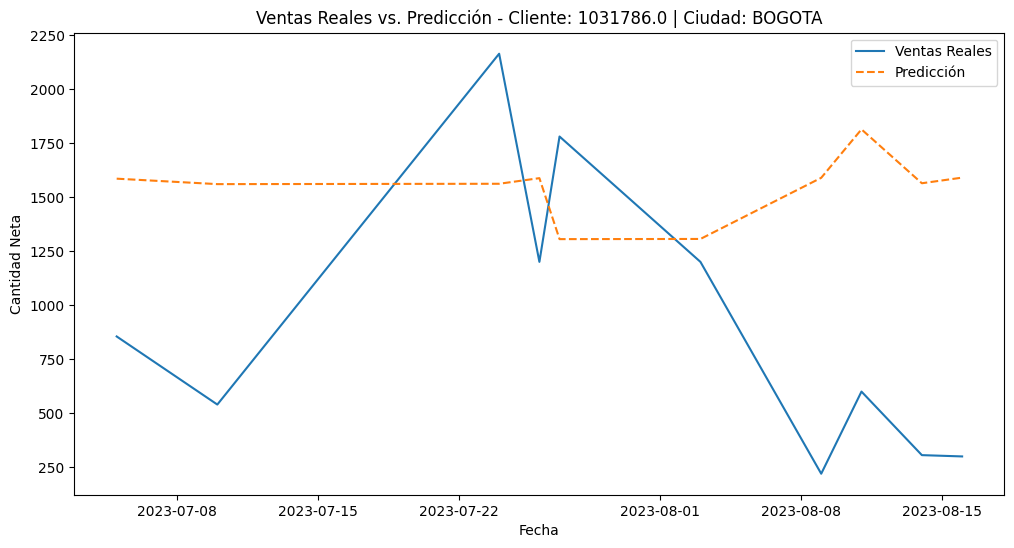 Ventas Reales vs. Predicción - Cliente: 1031786.0 | Ciudad: BOGOTA
Ventas Reales
Predicción
Cantidad Neta
2250
2000
1750
1500
1250
1000
750
500
250
2023-07-08 2023-07-15 2023-07-22 2023-08-01 2023-08-08 2023-08-15
Fecha